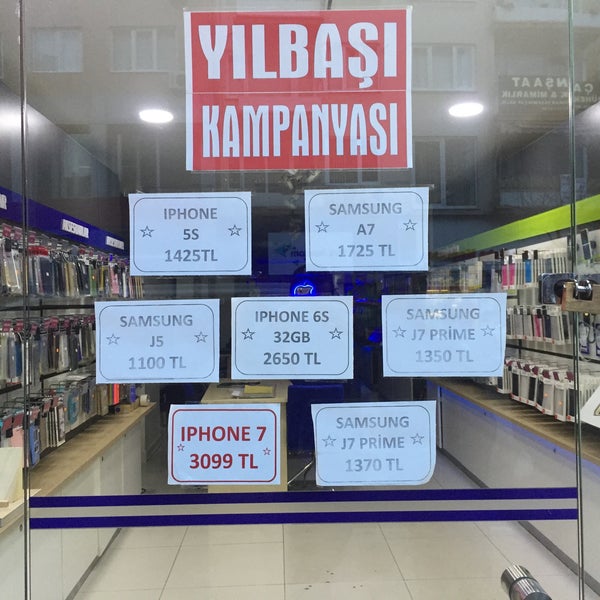 YILBAŞI
KAMPANYASI
IPHONE
5S
1425TL
SAMSUNG
A7
1725 TL
SAMSUNG
J5
1100 TL
IPHONE 6S
32GB
2650 TL
SAMSUNG
J7 PRİME
1350 TL
IPHONE 7
3099 TL
SAMSUNG
J7 PRİME
1370 TL